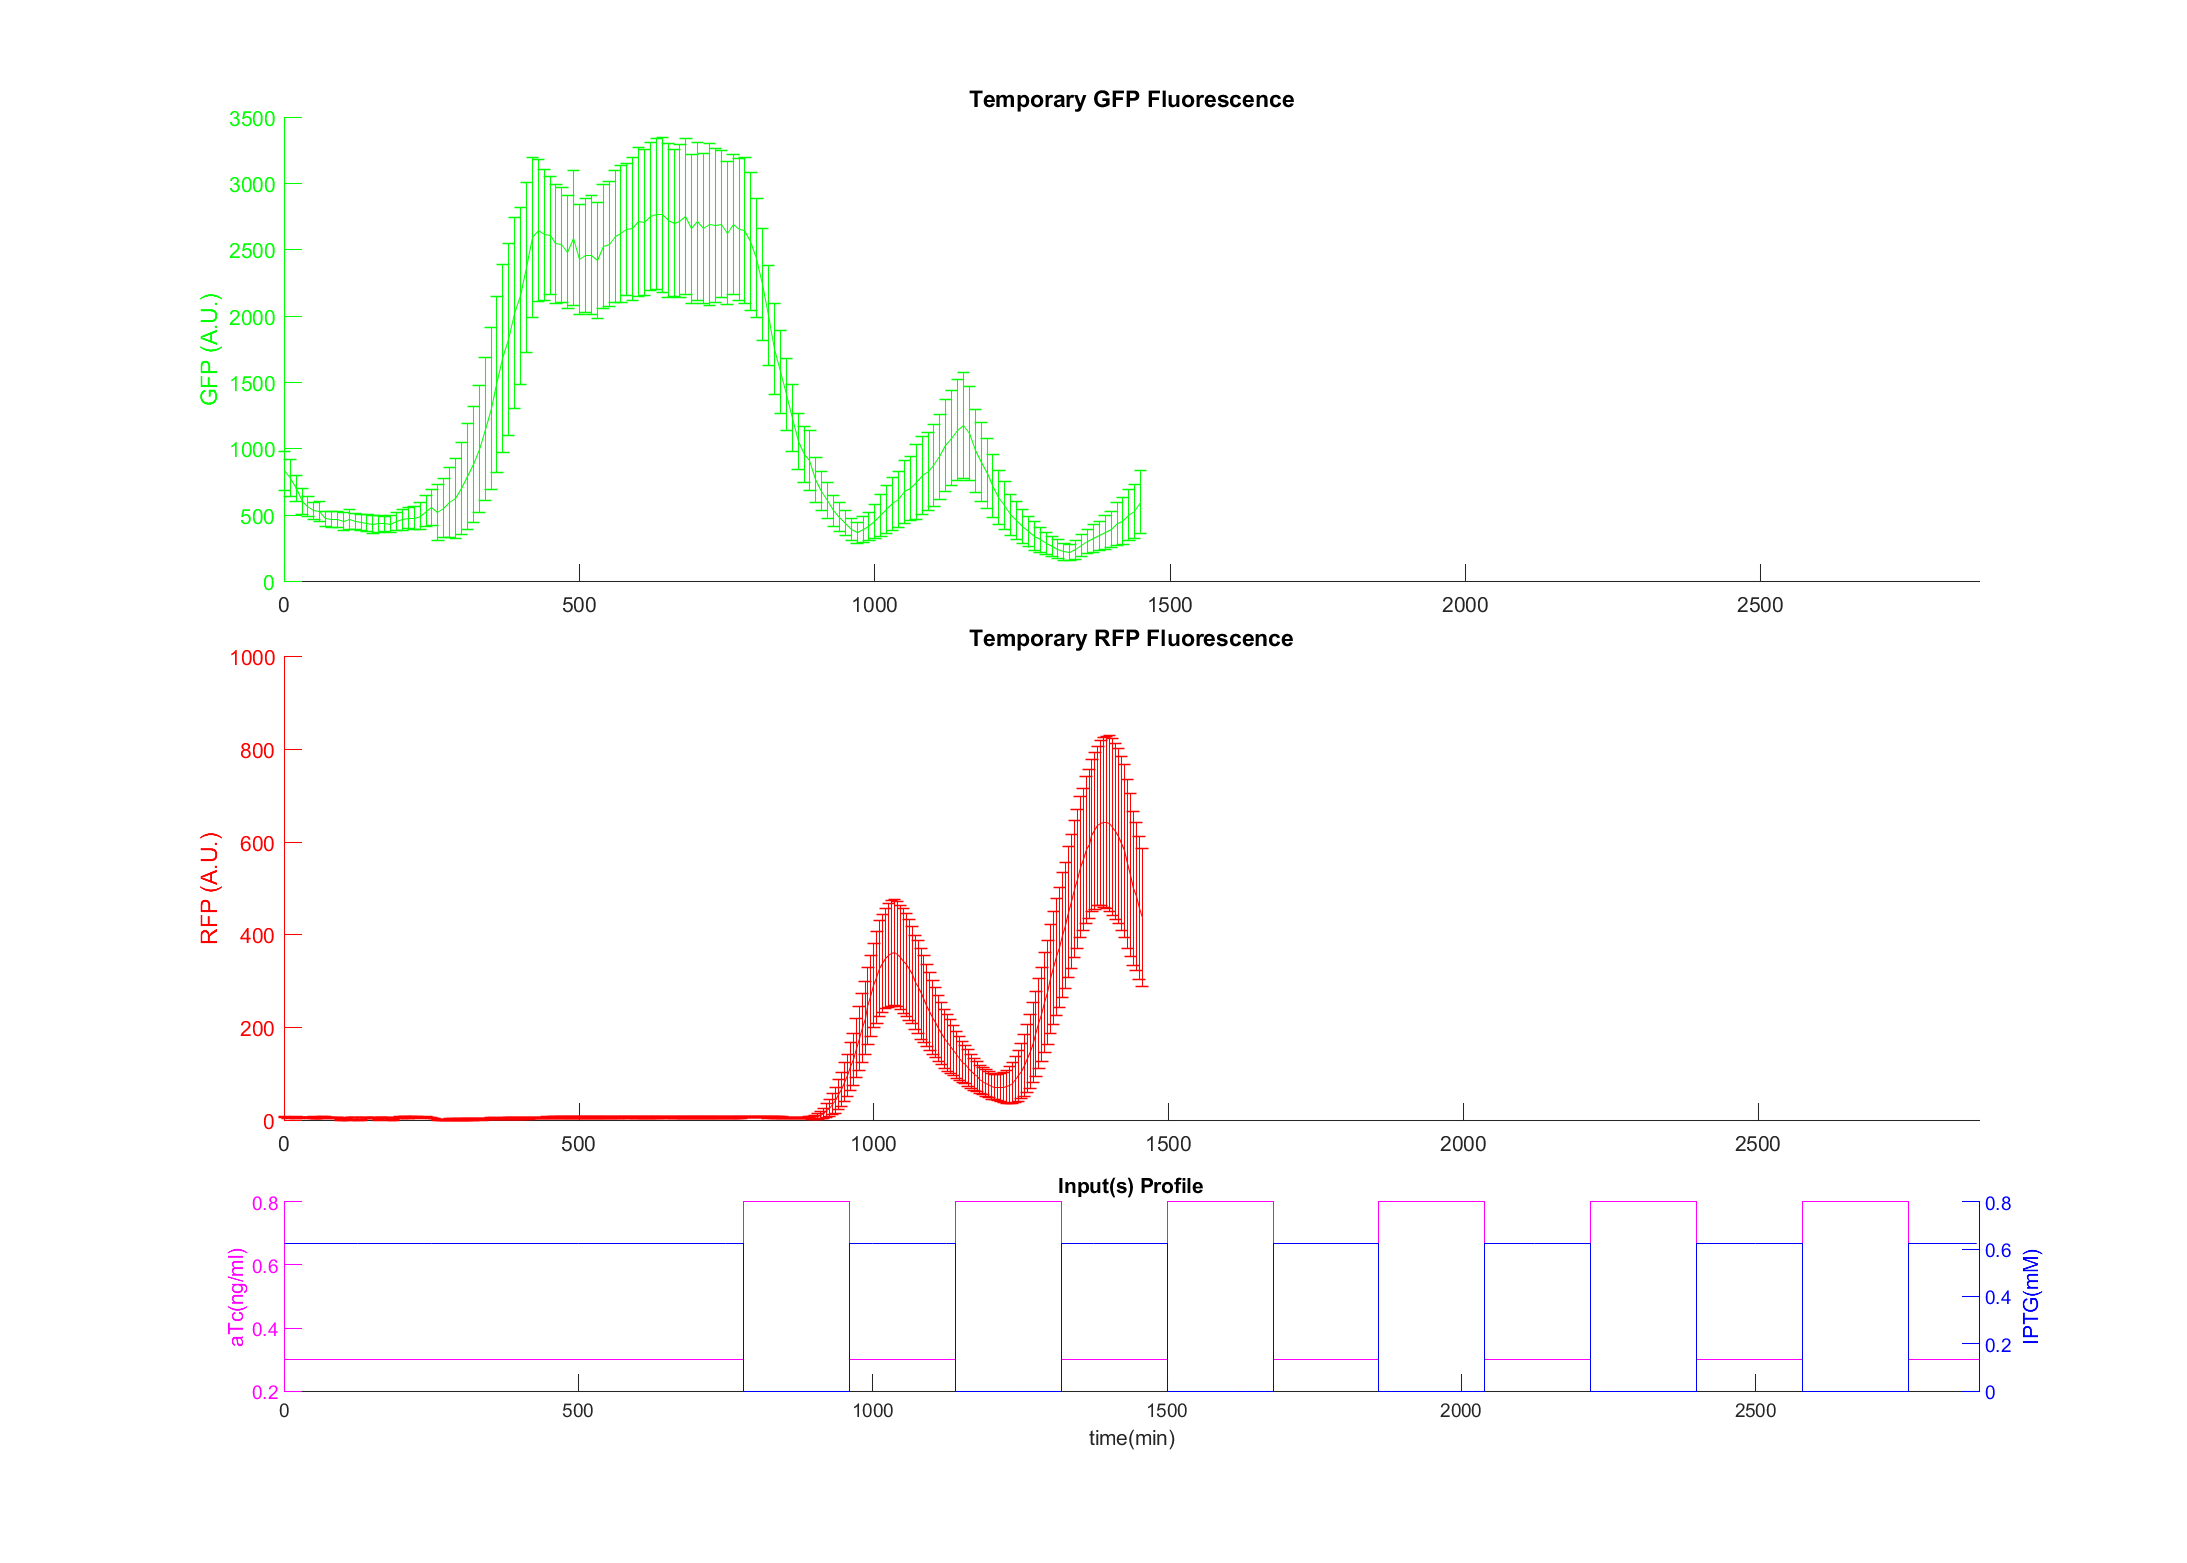 Temporary GFP Fluorescence
3500
3000
2500
2000
1500
1000
500
0
GFP (A.U.)
0 500 1000 1500 2000 2500
Temporary RFP Fluorescence
1000
800
600
400
200
0
RFP (A.U.)
0 500 1000 1500 2000 2500
Input(s) Profile
0.8
0.6
0.4
0.2
aTc(ng/ml)
0.8
0.6
0.4
0.2
0
IPTG(mM)
0 500 1000 1500 2000 2500
time(min)